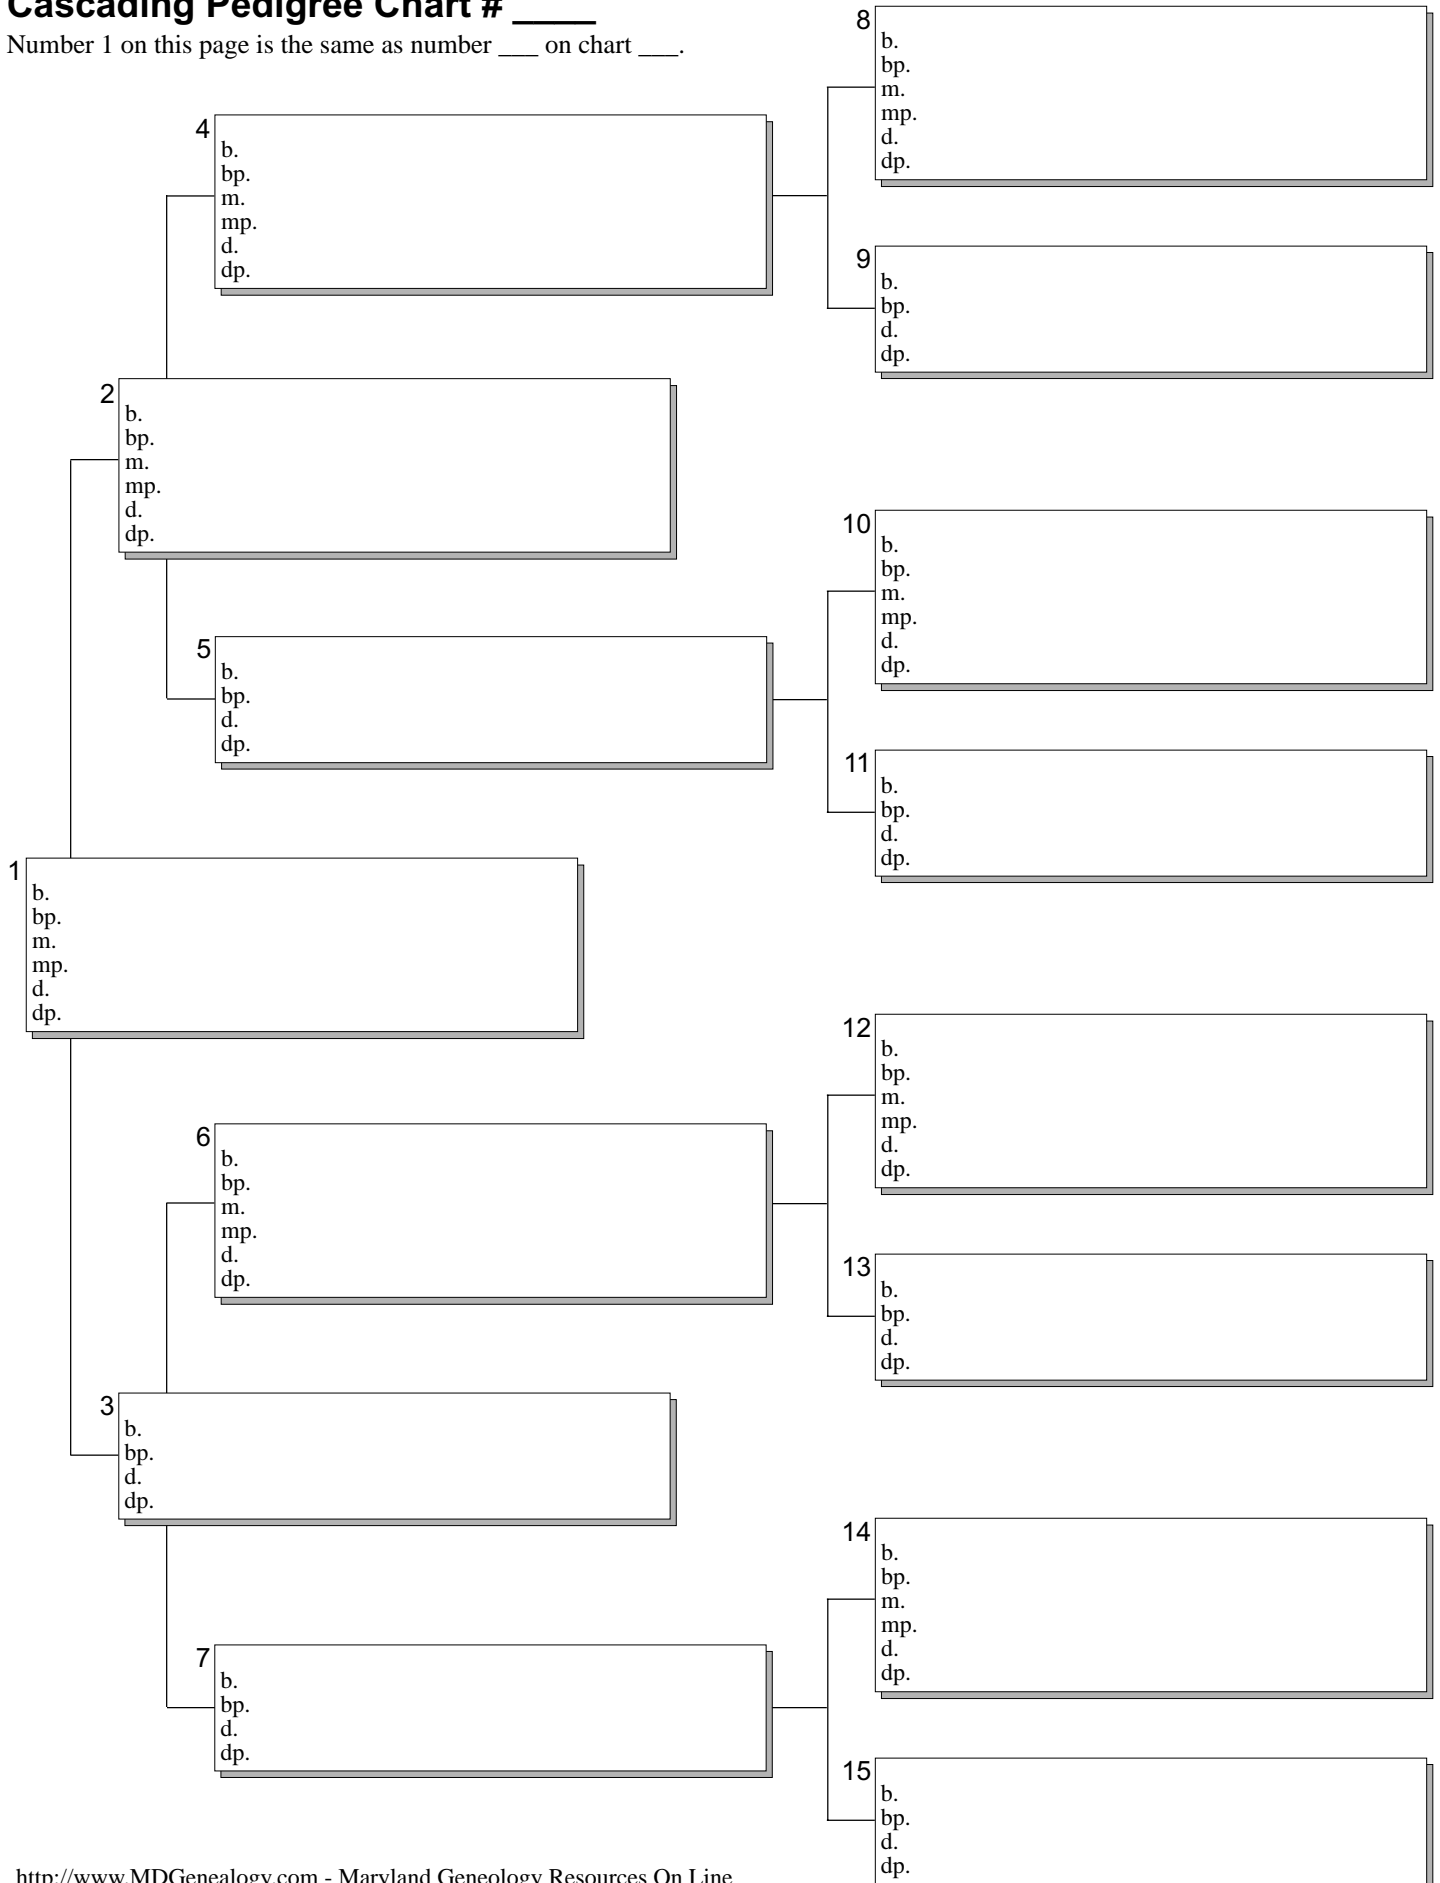 Cascading Pedigree Chart # ____
Number 1 on this page is the same as number ___ on chart ___.
8
b.
bp.
m.
mp.
d.
dp.
4
b.
bp.
m.
mp.
d.
dp.
9
b.
bp.
d.
dp.
2
b.
bp.
m.
mp.
d.
dp.
10
b.
bp.
m.
mp.
d.
dp.
5
b.
bp.
d.
dp.
11
b.
bp.
d.
dp.
1
b.
bp.
m.
mp.
d.
dp.
12
b.
bp.
m.
mp.
d.
dp.
6
b.
bp.
m.
mp.
d.
dp.
13
b.
bp.
d.
dp.
3
b.
bp.
d.
dp.
14
b.
bp.
m.
mp.
d.
dp.
7
b.
bp.
d.
dp.
15
b.
bp.
d.
dp.
http://www.MDGenealogy.com - Maryland Geneology Resources On Line